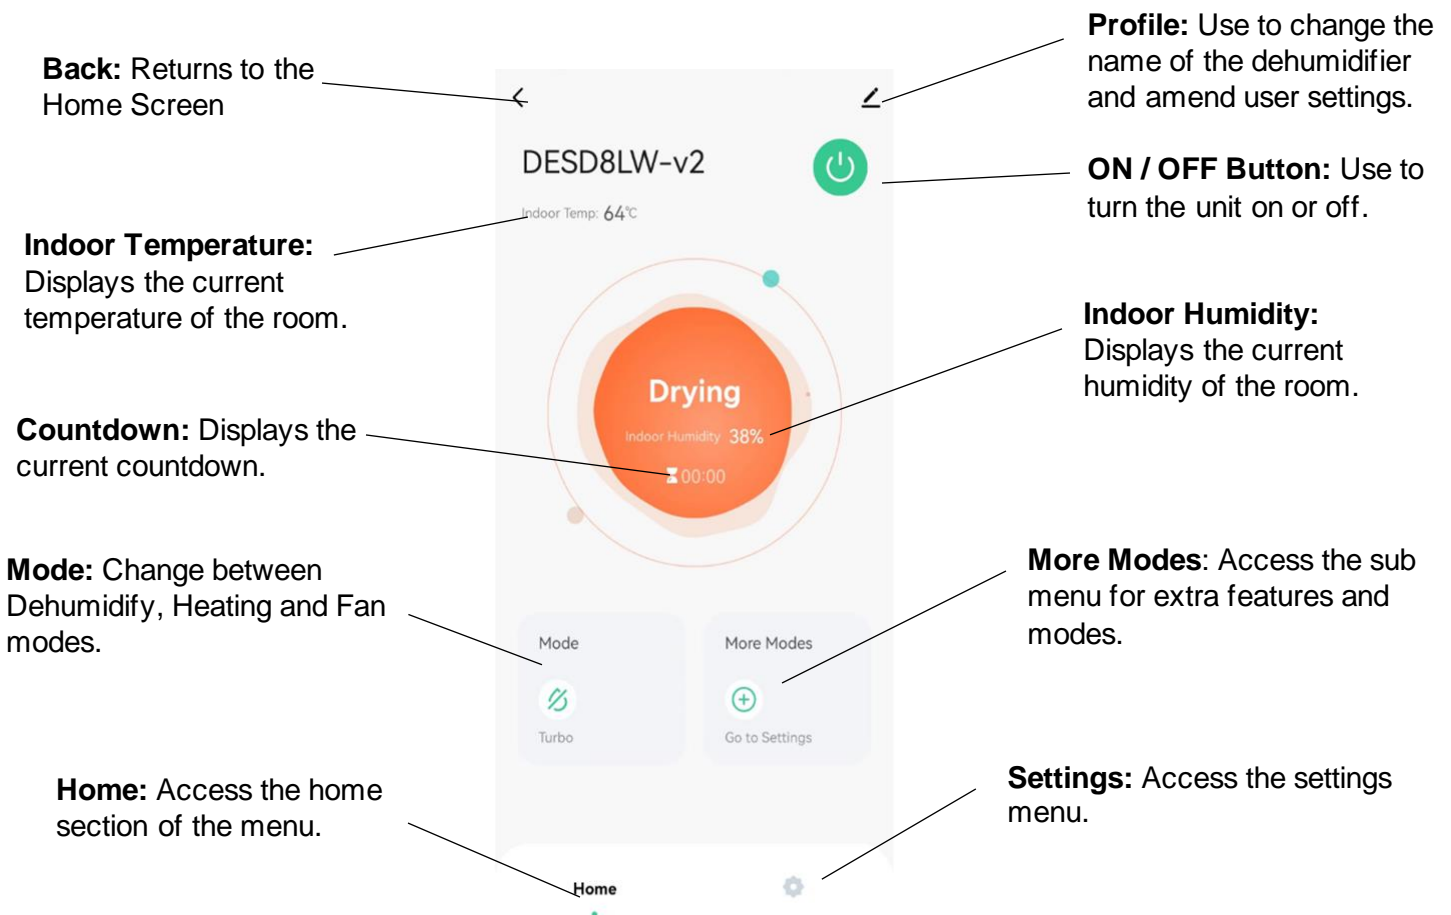 Profile: Use to change the
name of the dehumidifier
and amend user settings.
Back: Returns to the
Home Screen
DESD8LW-v2
ON / OFF Button: Use to
turn the unit on or off.
Indoor Temp: 64°C
Indoor Temperature:
Displays the current
temperature of the room.
Indoor Humidity:
Displays the current
humidity of the room.
Drying
Indoor Humidity 38%
00:00
Countdown: Displays the
current countdown.
Mode: Change between
Dehumidify, Heating and Fan
modes.
More Modes: Access the sub
menu for extra features and
modes.
Mode
Turbo
More Modes
Go to Settings
Home: Access the home
section of the menu.
Settings: Access the settings
menu.
Home